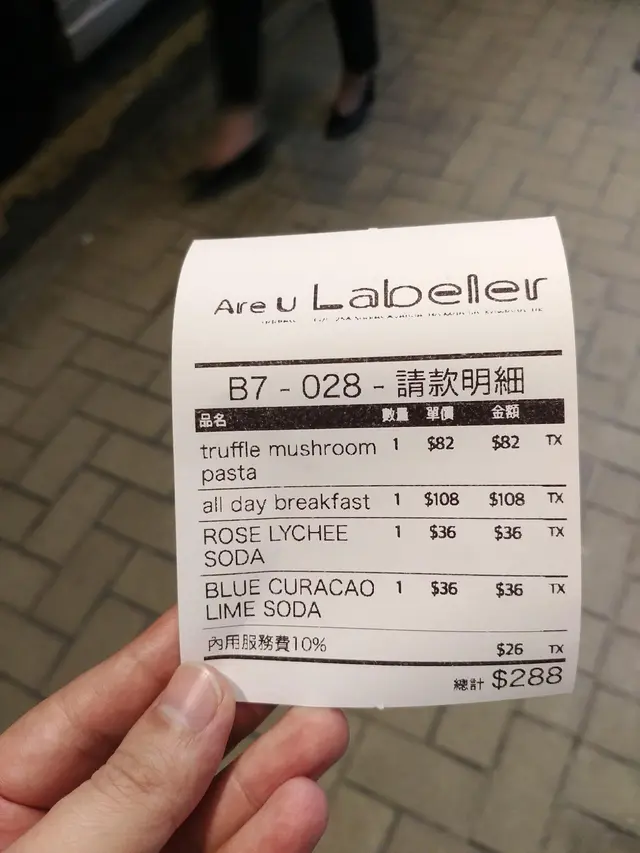 Are U Labeller
B7 - 028 - 請款明細
品名 數量 單價 金額
truffle mushroom 1 $82 $82 TX
pasta
all day breakfast 1 $108 $108 TX
ROSE LYCHEE 1 $36 $36 TX
SODA
BLUE CURACAO 1 $36 $36 TX
LIME SODA
內用服務費10% $26 TX
總計 $288